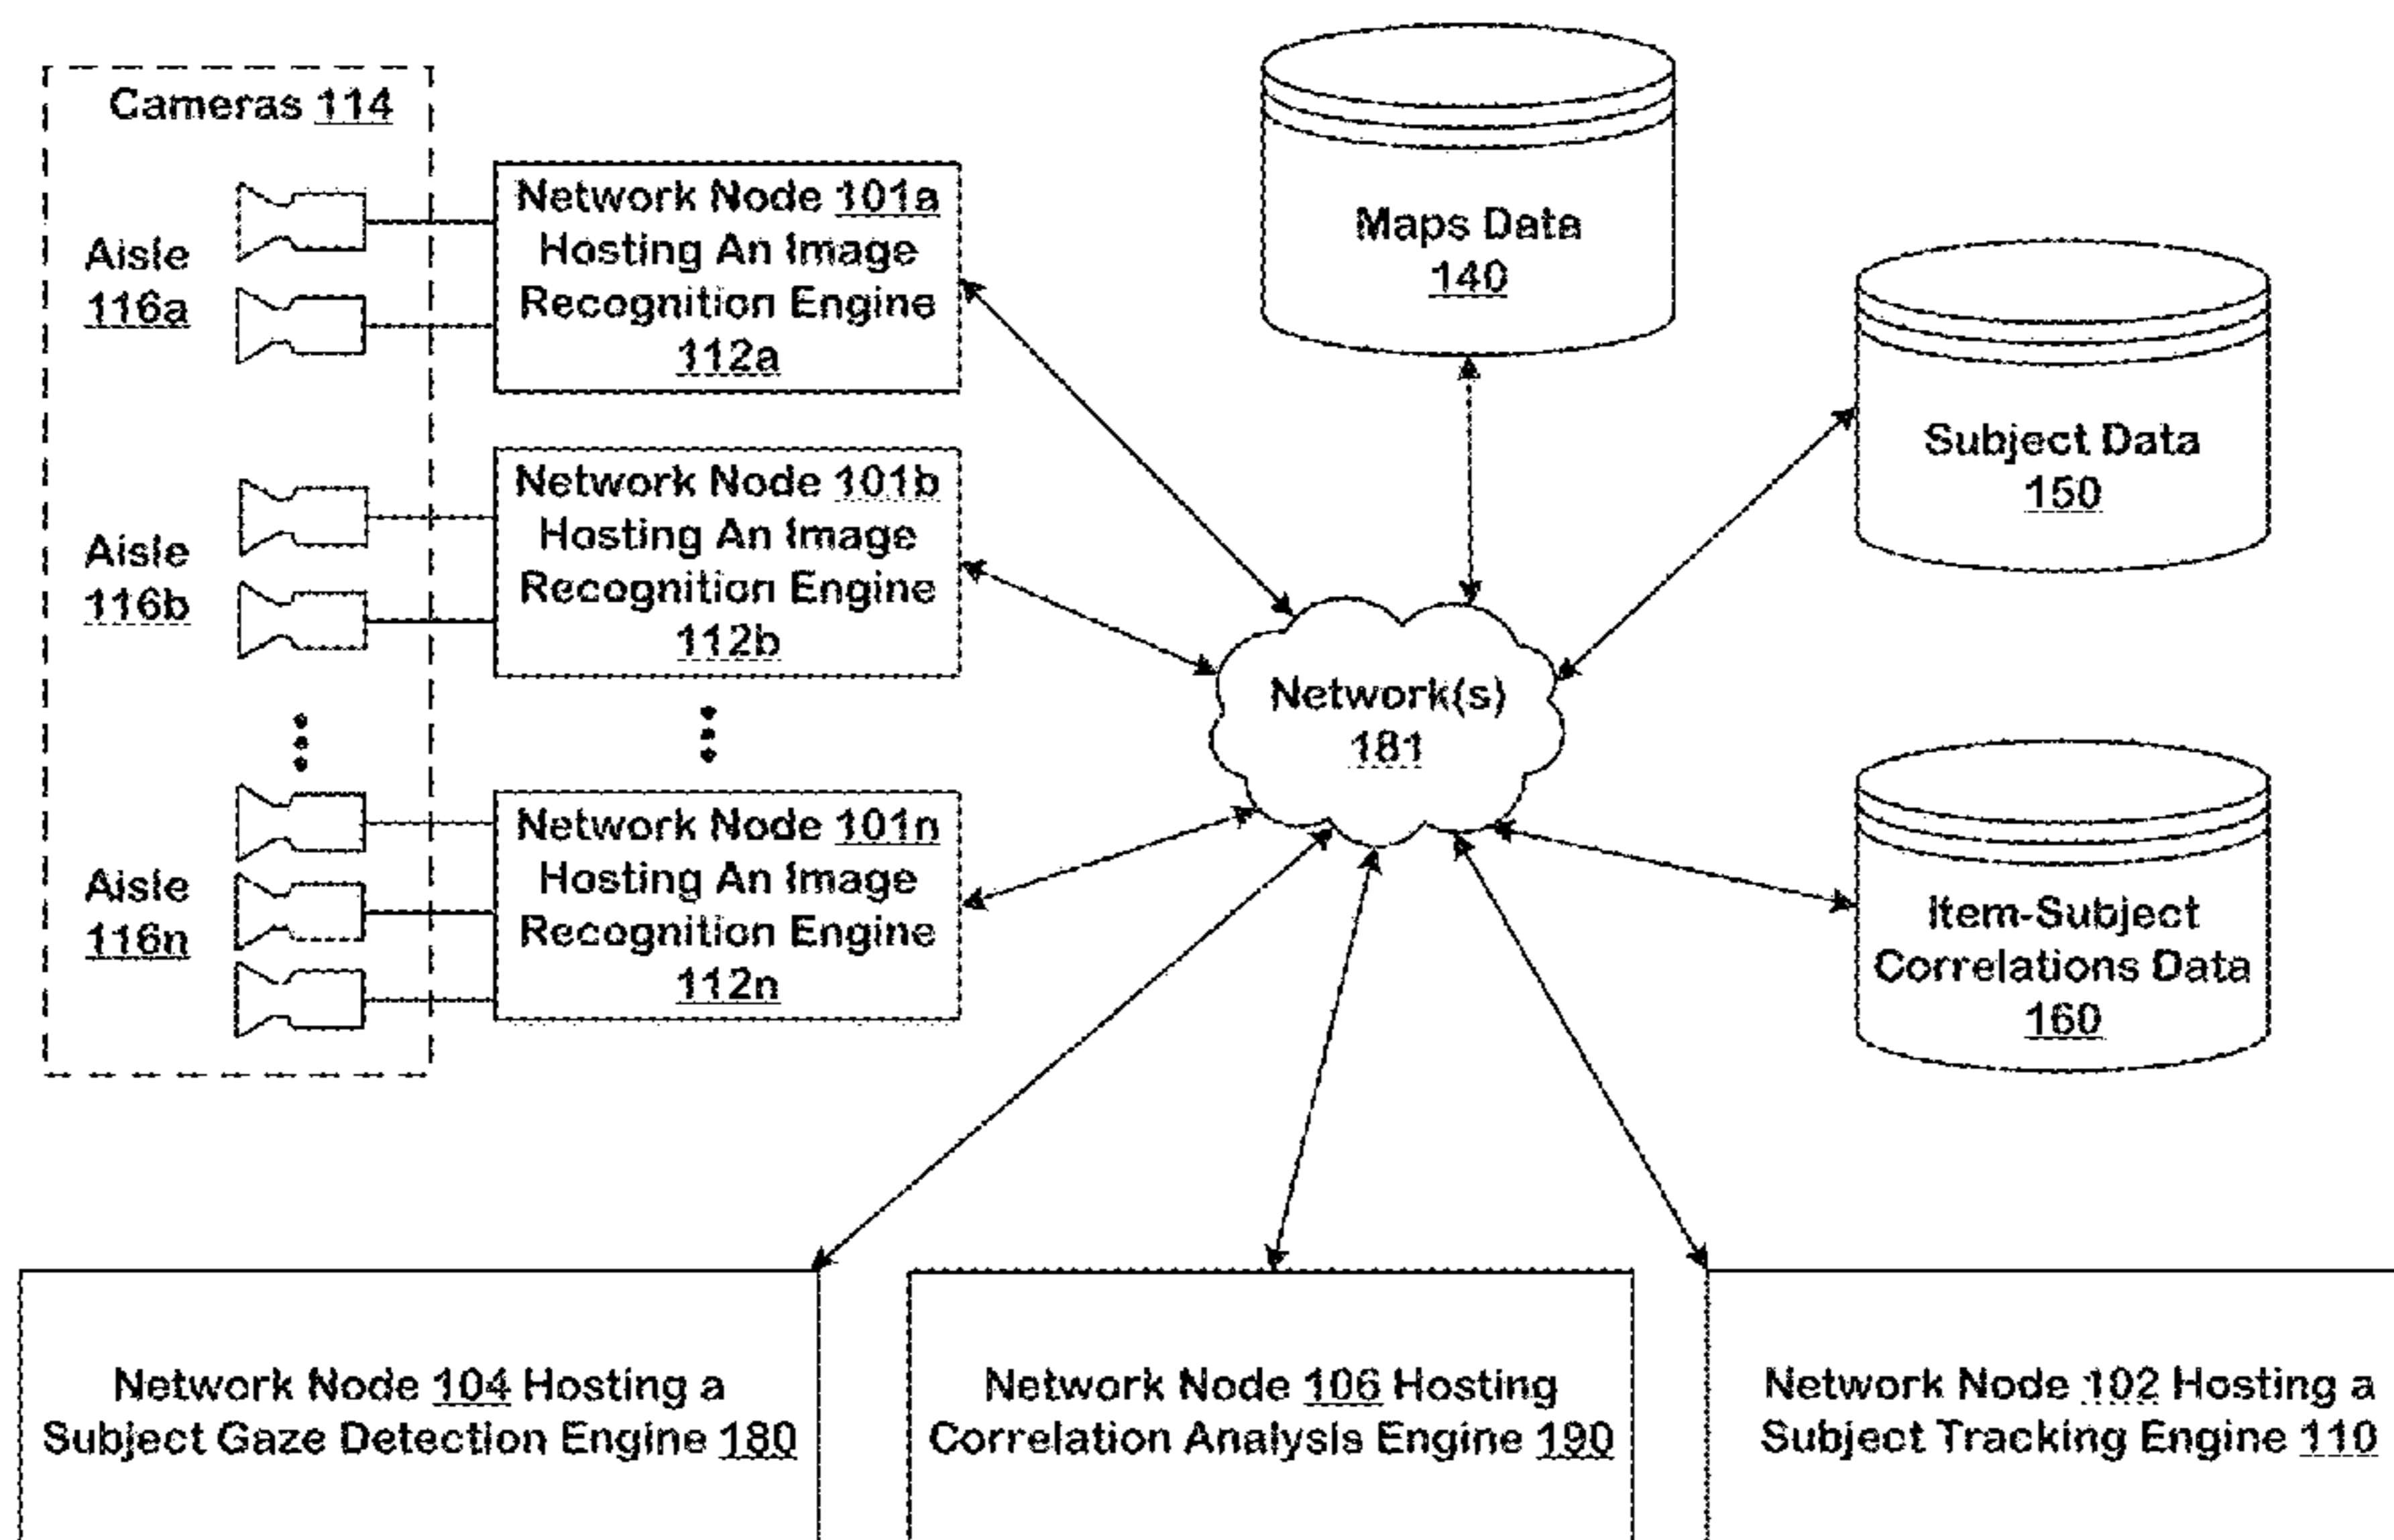 Cameras 114
Aisle
116a
Aisle
116b
Aisle
116n
Network Node 101a
Hosting An Image
Recognition Engine
112a
Network Node 101b
Hosting An Image
Recognition Engine
112b
Network Node 101n
Hosting An Image
Recognition Engine
112n
Maps Data
140
Subject Data
150
Network(s)
181
Item-Subject
Correlations Data
160
Network Node 104 Hosting a
Subject Gaze Detection Engine 180
Network Node 106 Hosting
Correlation Analysis Engine 190
Network Node 102 Hosting a
Subject Tracking Engine 110